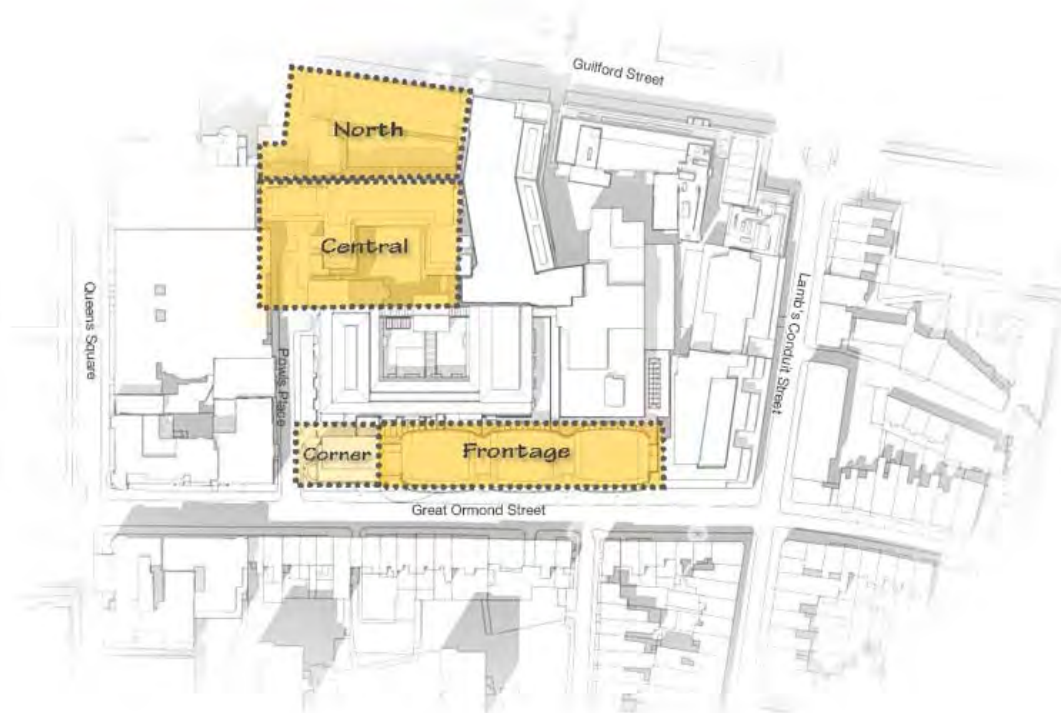 Guilford Street
North
Central
Queens Square
Powis Place
Lamb's Conduit Street
Corner
Frontage
Great Ormond Street